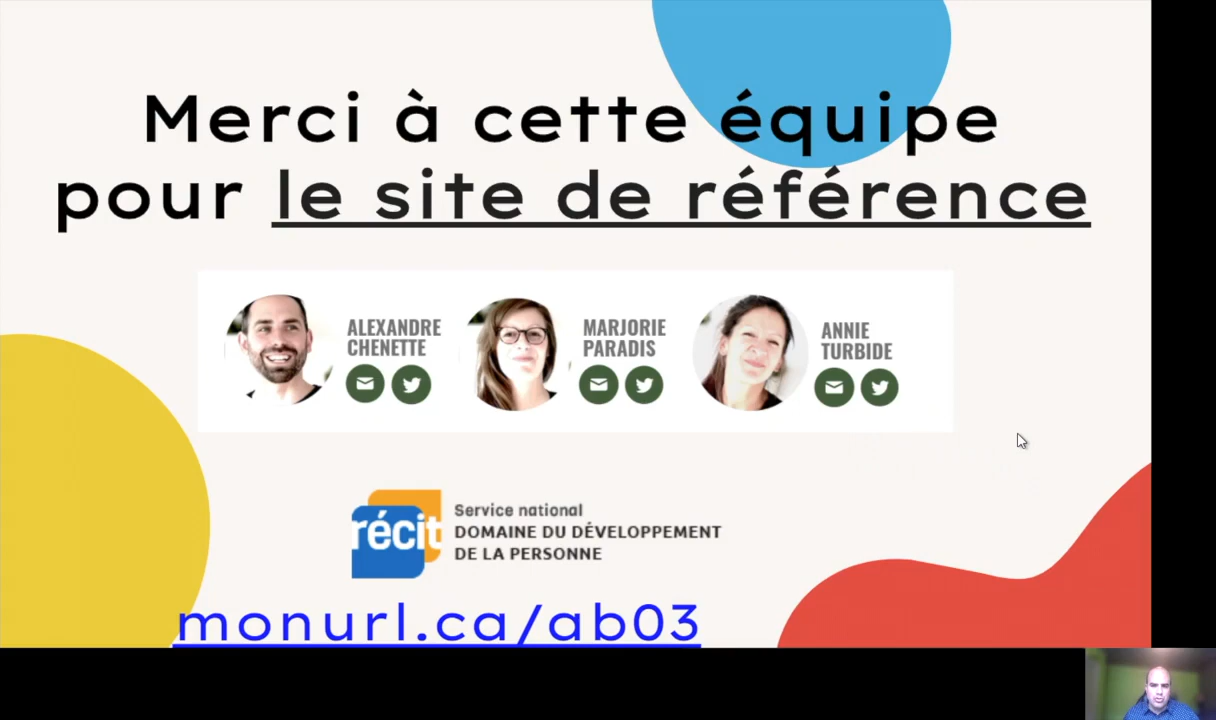 Merci à cette équipe
pour le site de référence
ALEXANDRE
CHENETTE
MARJORIE
PARADIS
ANNIE
TURBIDE
récit
Service national
DOMAINE DU DÉVELOPPEMENT
DE LA PERSONNE
monurl.ca/ab03